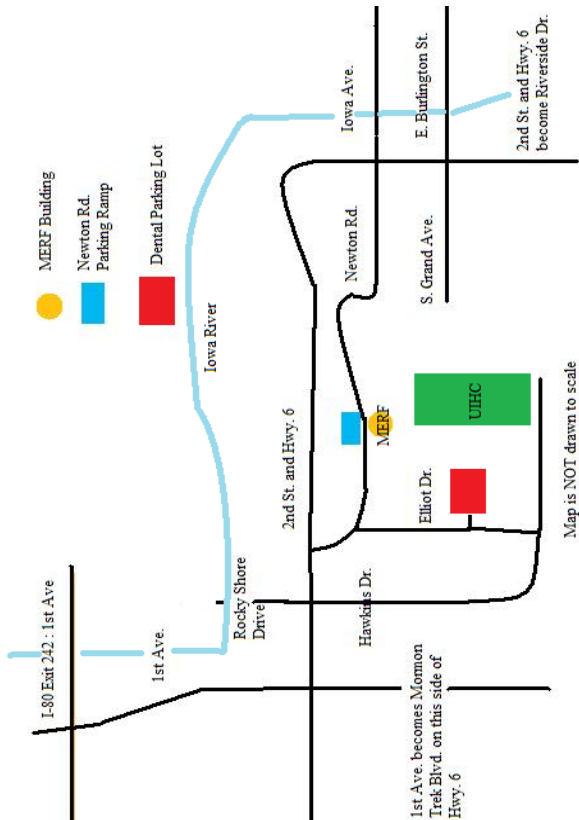 MERF Building
Newton Rd.
Parking Ramp
Dental Parking Lot
I-80 Exit 242 : 1st Ave
1st Ave.
Rocky Shore
Drive
Iowa River
2nd St. and Hwy. 6
Hawkins Dr.
Elliot Dr.
MERF
UIHC
Newton Rd.
S. Grand Ave.
Iowa Ave.
E. Burlington St.
2nd St. and Hwy. 6
become Riverside Dr.
1st Ave. becomes Mormon
Trek Blvd. on this side of
Hwy. 6
Map is NOT drawn to scale